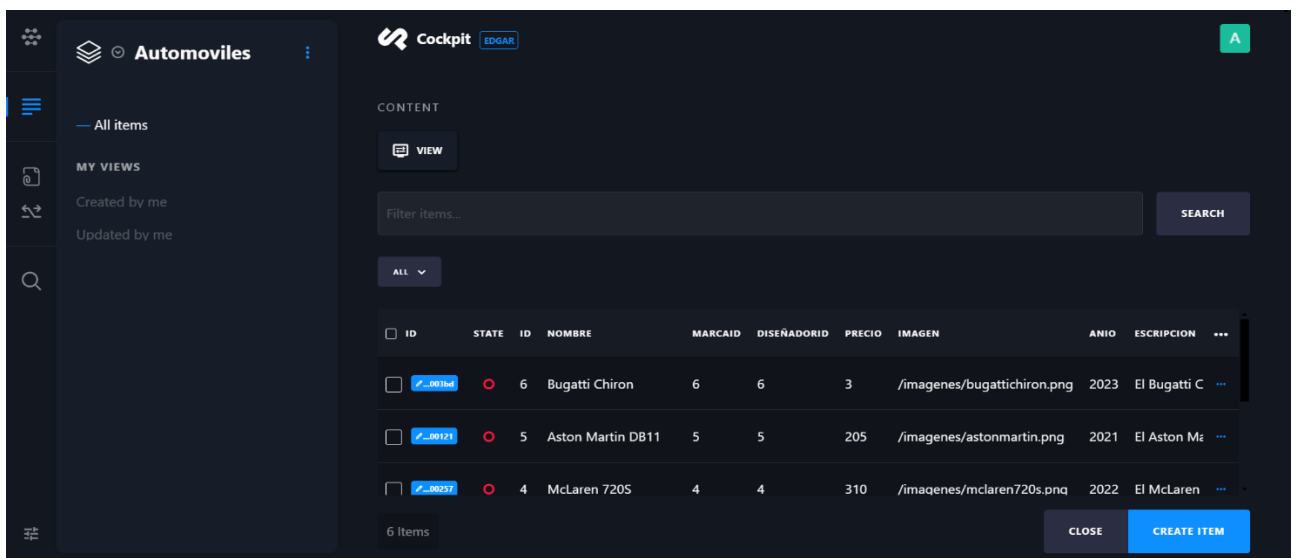 Automoviles
All items
MY VIEWS
Created by me
Updated by me
Cockpit EDGAR
A
CONTENT
VIEW
Filter items...
SEARCH
ALL
ID STATE ID NOMBRE MARCAID DISEÑADORID PRECIO IMAGEN ANIO ESCRIPCION ...
...003bd 6 Bugatti Chiron 6 6 3 /imagenes/bugattichiron.png 2023 El Bugatti C ...
...00121 5 Aston Martin DB11 5 5 205 /imagenes/astonmartin.png 2021 El Aston Ma ...
...00257 4 McLaren 720S 4 4 310 /imagenes/mclaren720s.png 2022 El McLaren ...
6 Items
CLOSE
CREATE ITEM